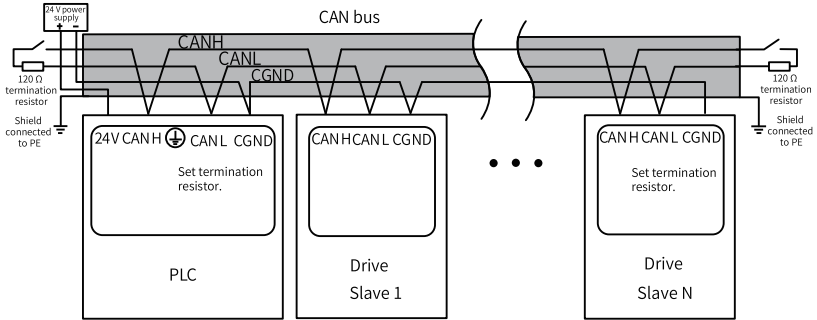 24 V power
supply
+ −
CAN bus
CANH
CANL
CGND
120 Ω
termination
resistor
Shield
connected
to PE
120 Ω
termination
resistor
Shield
connected
to PE
24V CANH CANL CGND
Set termination
resistor.
PLC
CANH CANL CGND
Drive
Slave 1
CANH CANL CGND
Set termination
resistor.
Drive
Slave N